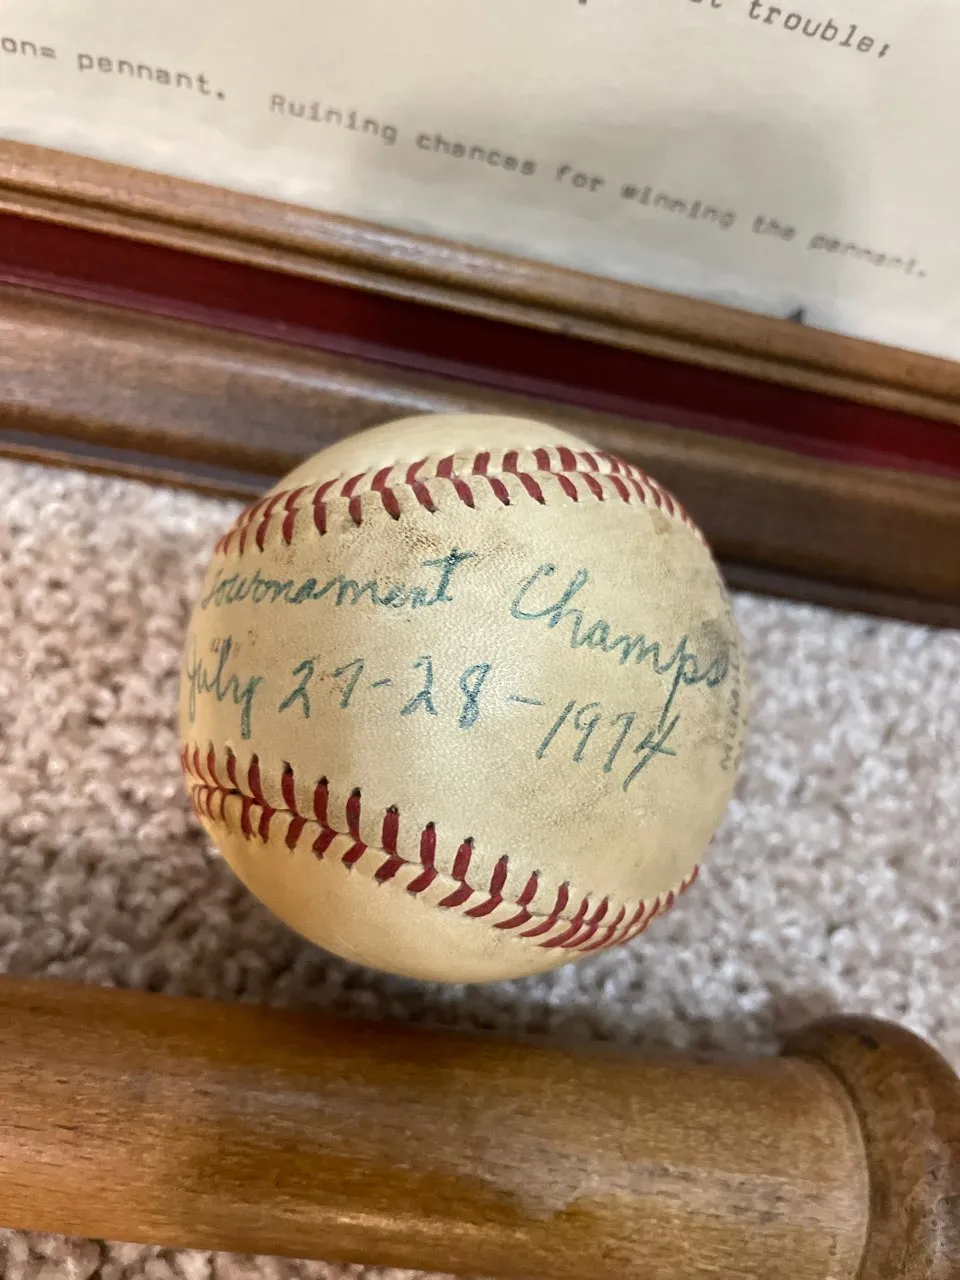 trouble;
pennant. Ruining chances for winning the pennant.
Tournament Champs
July 27-28-1974